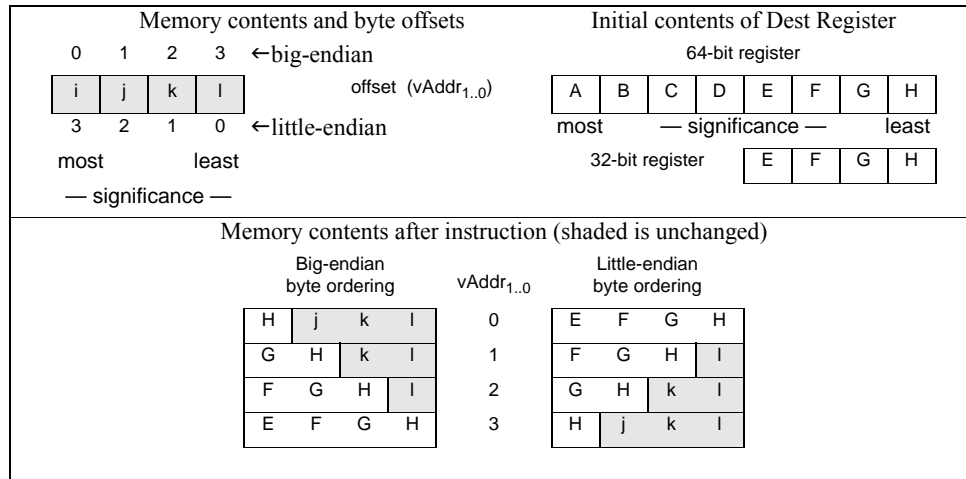 Memory contents and byte offsets
0 1 2 3 ←big-endian
i j k l
offset (vAddr1..0)
3 2 1 0 ←little-endian
most least
— significance —
Initial contents of Dest Register
64-bit register
A B C D E F G H
most — significance — least
32-bit register E F G H
Memory contents after instruction (shaded is unchanged)
Big-endian
byte ordering
vAddr1..0
Little-endian
byte ordering
H j k l 0 E F G H
G H k l 1 F G H l
F G H l 2 G H k l
E F G H 3 H j k l